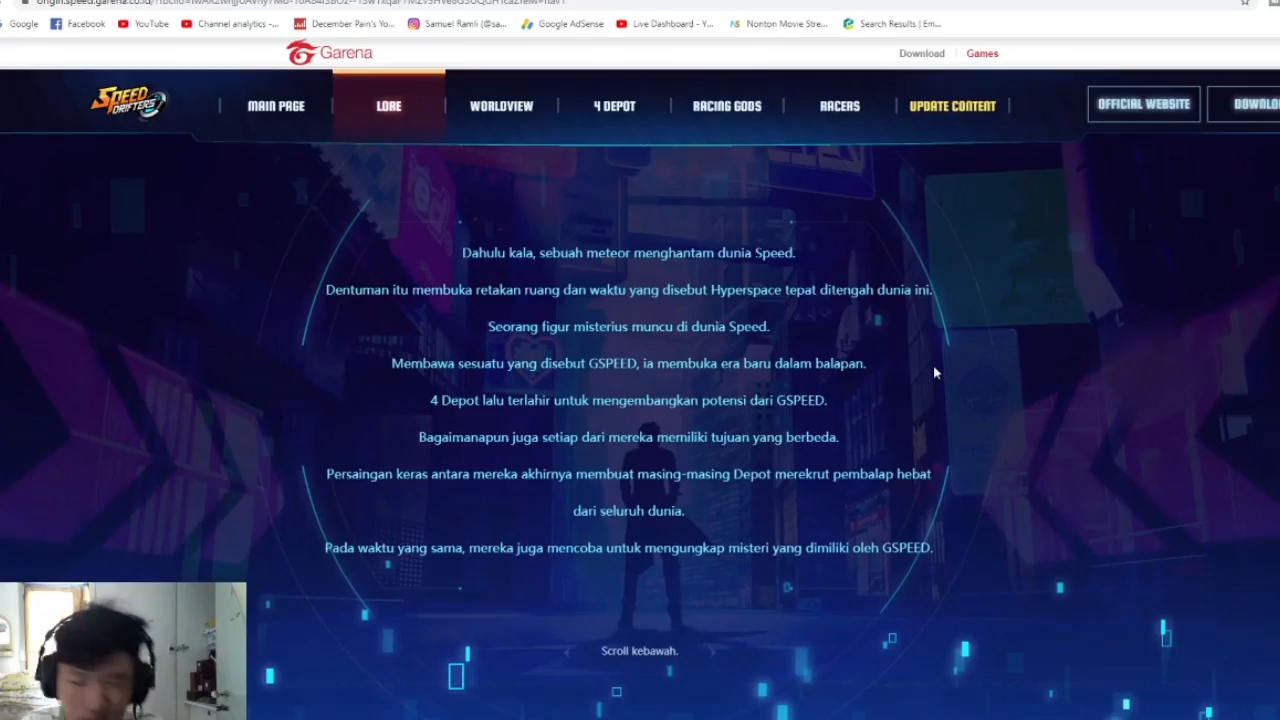 Google Facebook YouTube Channel analytics -... December Pain's Yo... Samuel Ramli (@sa... Google AdSense Live Dashboard - Y... Nonton Movie Stre... Search Results | Em...
Garena
Download Games
SPEED DRIFTERS
MAIN PAGE LORE WORLDVIEW 4 DEPOT RACING GODS RACERS UPDATE CONTENT OFFICIAL WEBSITE DOWNLO
Dahulu kala, sebuah meteor menghantam dunia Speed.
Dentuman itu membuka retakan ruang dan waktu yang disebut Hyperspace tepat ditengah dunia ini.
Seorang figur misterius muncu di dunia Speed.
Membawa sesuatu yang disebut GSPEED, ia membuka era baru dalam balapan.
4 Depot lalu terlahir untuk mengembangkan potensi dari GSPEED.
Bagaimanapun juga setiap dari mereka memiliki tujuan yang berbeda.
Persaingan keras antara mereka akhirnya membuat masing-masing Depot merekrut pembalap hebat
dari seluruh dunia.
Pada waktu yang sama, mereka juga mencoba untuk mengungkap misteri yang dimiliki oleh GSPEED.
Scroll kebawah.